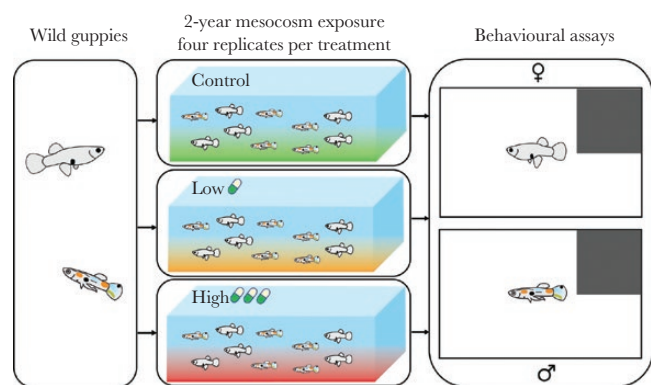 Wild guppies
2-year mesocosm exposure
four replicates per treatment
Behavioural assays
Control
Low
High
♀
♂